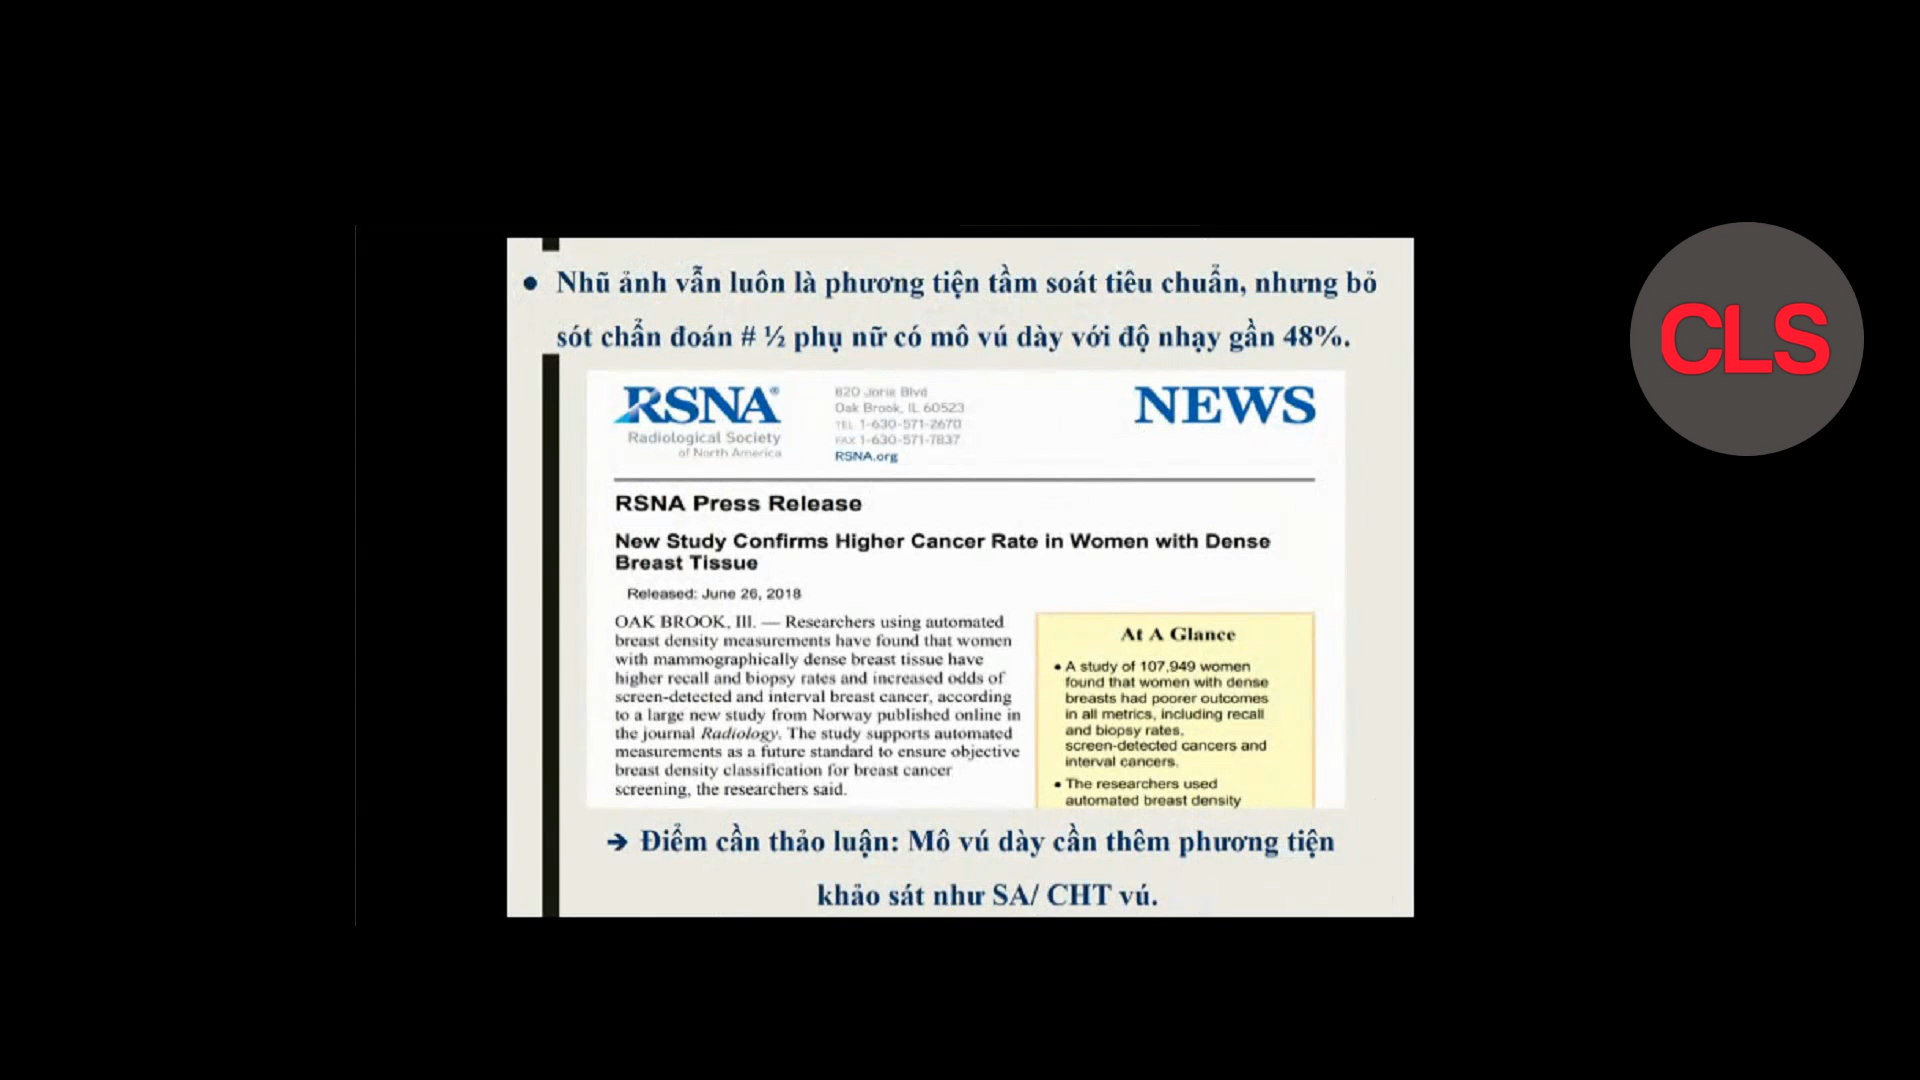 • Nhũ ảnh vẫn luôn là phương tiện tầm soát tiêu chuẩn, nhưng bỏ
sót chẩn đoán # ½ phụ nữ có mô vú dày với độ nhạy gần 48%.
RSNA®
Radiological Society
of North America
820 Jorie Blvd
Oak Brook, IL 60523
TEL 1-630-571-2670
FAX 1-630-571-7837
RSNA.org
NEWS
RSNA Press Release
New Study Confirms Higher Cancer Rate in Women with Dense
Breast Tissue
Released: June 26, 2018
OAK BROOK, Ill. — Researchers using automated
breast density measurements have found that women
with mammographically dense breast tissue have
higher recall and biopsy rates and increased odds of
screen-detected and interval breast cancer, according
to a large new study from Norway published online in
the journal Radiology. The study supports automated
measurements as a future standard to ensure objective
breast density classification for breast cancer
screening, the researchers said.
At A Glance
• A study of 107,949 women
found that women with dense
breasts had poorer outcomes
in all metrics, including recall
and biopsy rates,
screen-detected cancers and
interval cancers.
• The researchers used
automated breast density
➔ Điểm cần thảo luận: Mô vú dày cần thêm phương tiện
khảo sát như SA/ CHT vú.
CLS